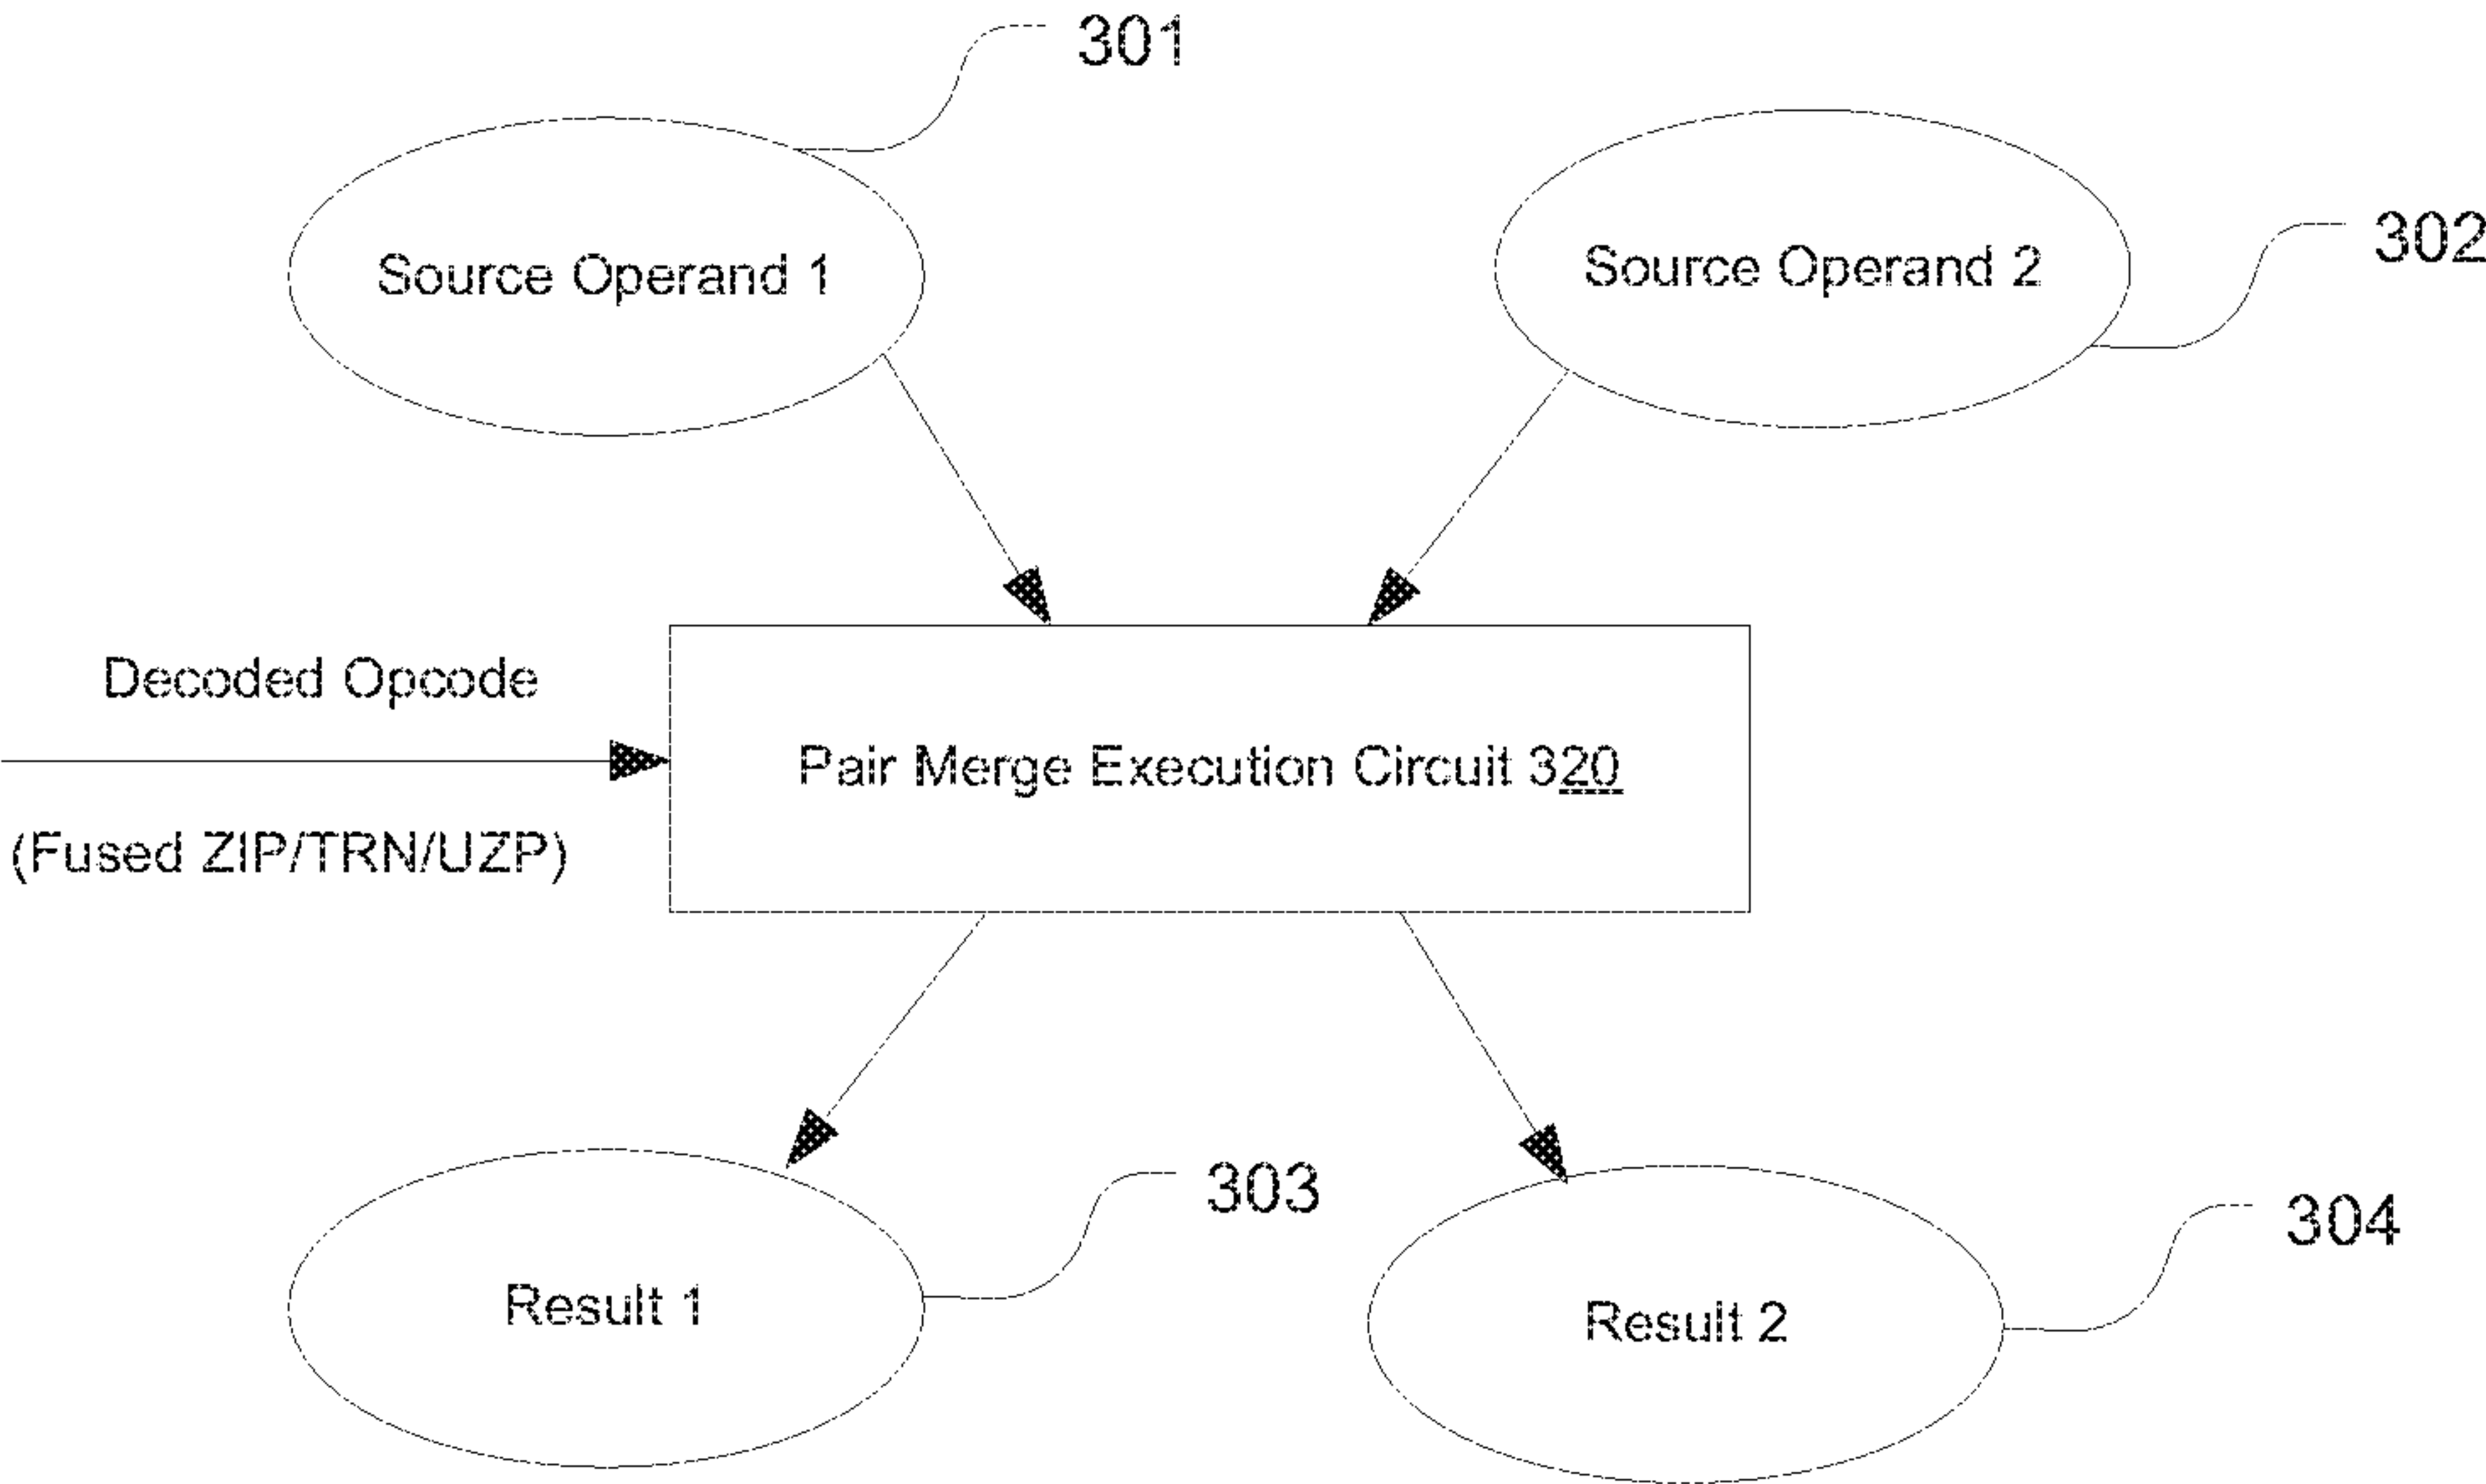 301
Source Operand 1
Source Operand 2
302
Decoded Opcode
(Fused ZIP/TRN/UZP)
Pair Merge Execution Circuit 320
Result 1
303
Result 2
304